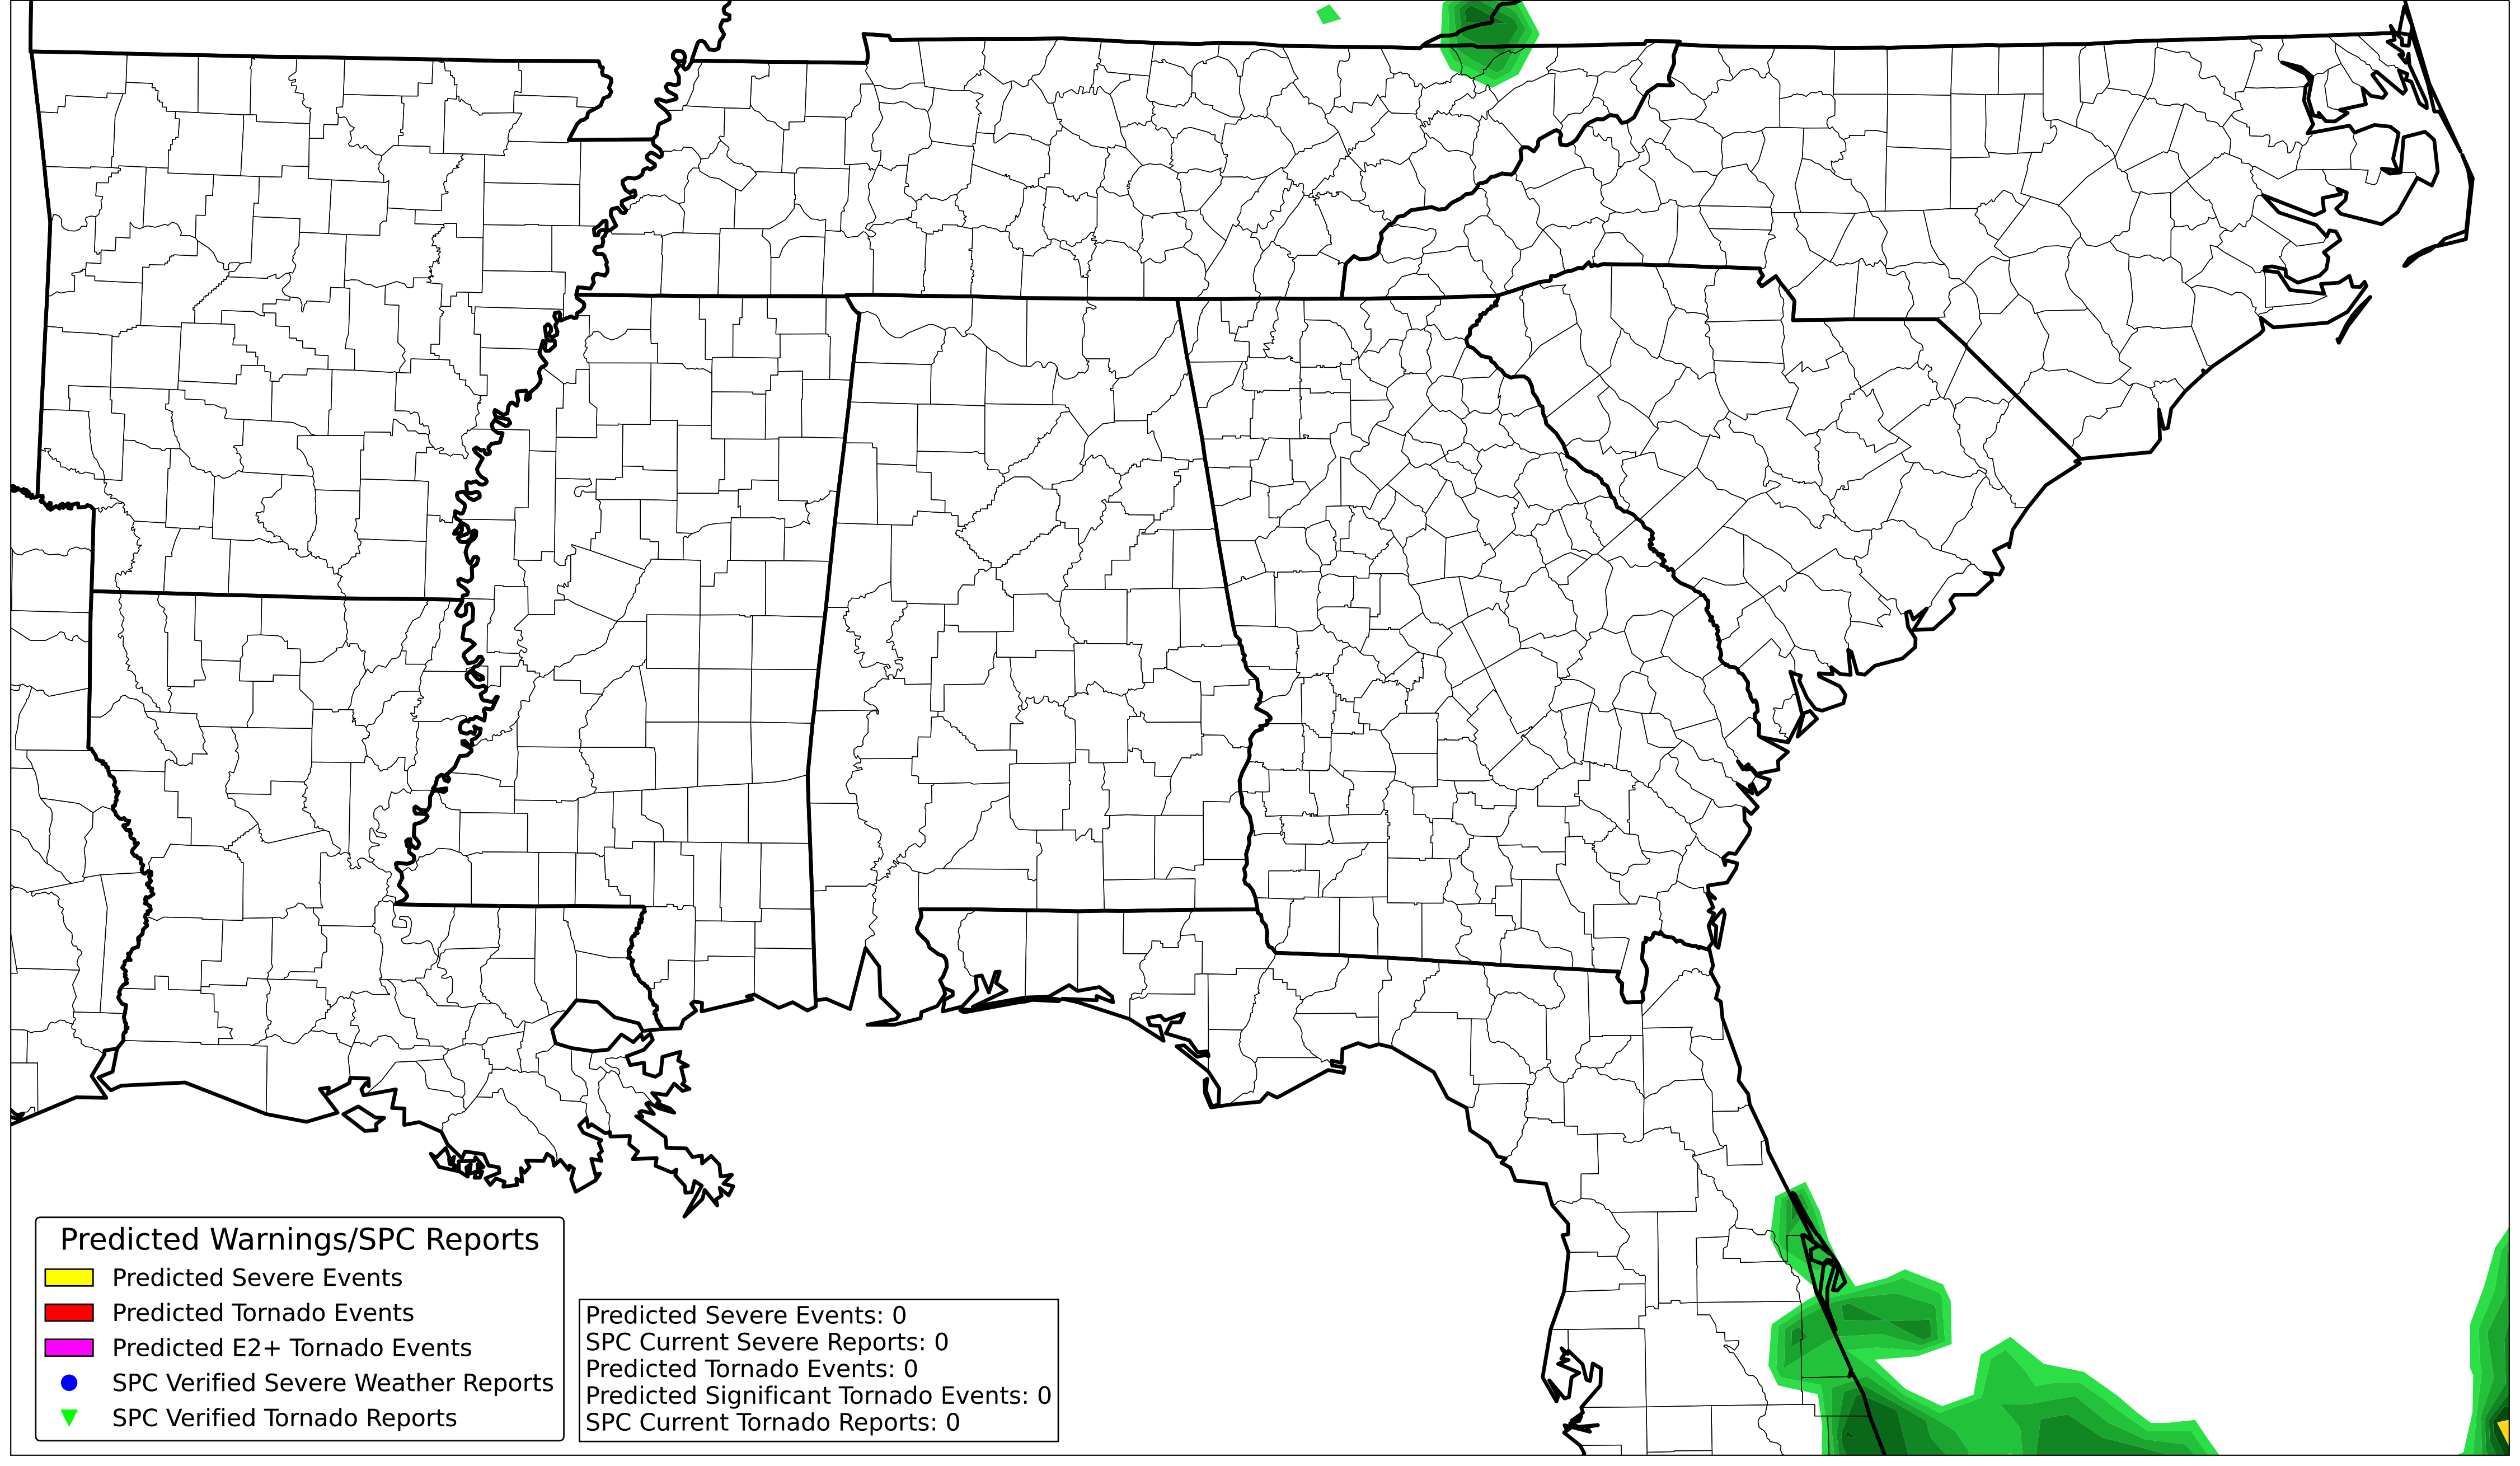 Predicted Warnings/SPC Reports
Predicted Severe Events
Predicted Tornado Events
Predicted E2+ Tornado Events
SPC Verified Severe Weather Reports
SPC Verified Tornado Reports
Predicted Severe Events: 0
SPC Current Severe Reports: 0
Predicted Tornado Events: 0
Predicted Significant Tornado Events: 0
SPC Current Tornado Reports: 0